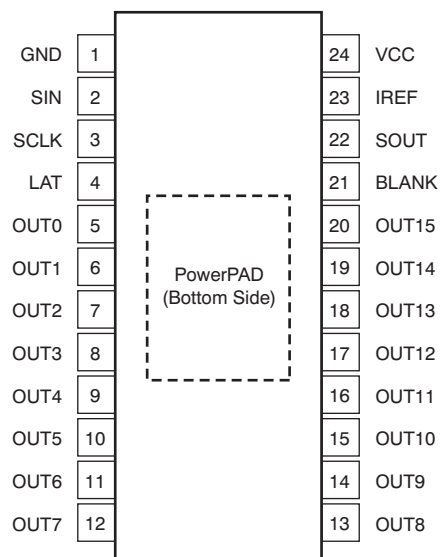 GND 1 24 VCC
SIN 2 23 IREF
SCLK 3 22 SOUT
LAT 4 21 BLANK
OUT0 5 20 OUT15
OUT1 6 19 OUT14
PowerPAD
(Bottom Side)
OUT2 7 18 OUT13
OUT3 8 17 OUT12
OUT4 9 16 OUT11
OUT5 10 15 OUT10
OUT6 11 14 OUT9
OUT7 12 13 OUT8